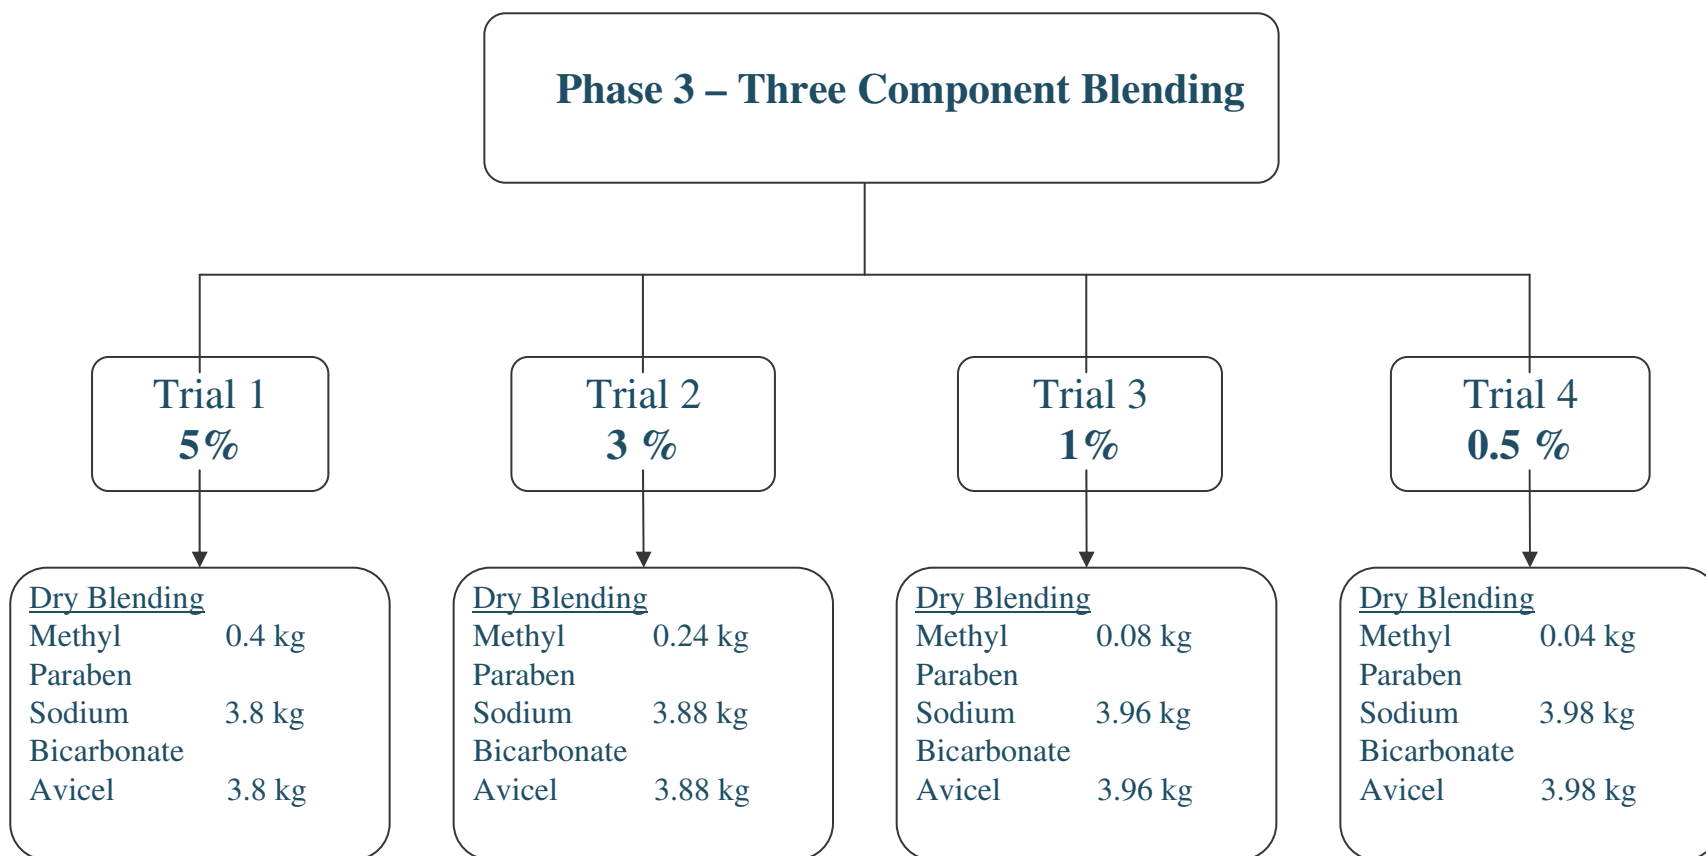 Phase 3 – Three Component Blending
Trial 1
5%
Trial 2
3 %
Trial 3
1%
Trial 4
0.5 %
Dry Blending
Methyl 0.4 kg
Paraben
Sodium 3.8 kg
Bicarbonate
Avicel 3.8 kg
Dry Blending
Methyl 0.24 kg
Paraben
Sodium 3.88 kg
Bicarbonate
Avicel 3.88 kg
Dry Blending
Methyl 0.08 kg
Paraben
Sodium 3.96 kg
Bicarbonate
Avicel 3.96 kg
Dry Blending
Methyl 0.04 kg
Paraben
Sodium 3.98 kg
Bicarbonate
Avicel 3.98 kg